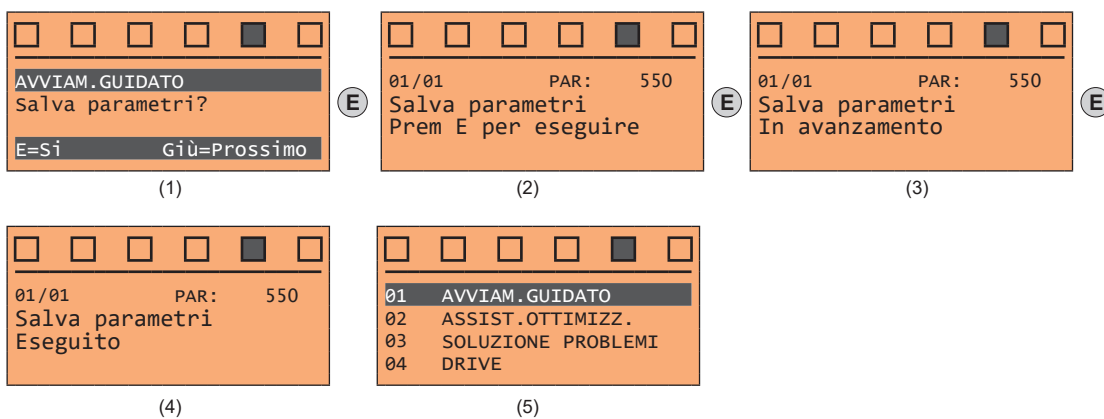 AVVIAM.GUIDATO
Salva parametri?
E=Si Giù=Prossimo
(1)
E
01/01 PAR: 550
Salva parametri
Prem E per eseguire
(2)
E
01/01 PAR: 550
Salva parametri
In avanzamento
(3)
E
01/01 PAR: 550
Salva parametri
Eseguito
(4)
01 AVVIAM.GUIDATO
02 ASSIST.OTTIMIZZ.
03 SOLUZIONE PROBLEMI
04 DRIVE
(5)